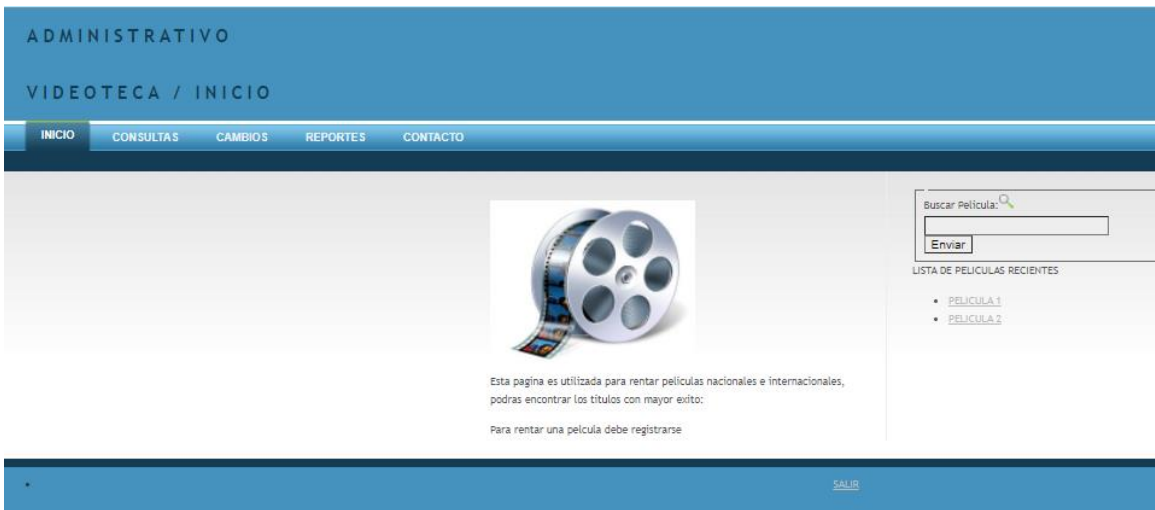 ADMINISTRATIVO
VIDEOTECA / INICIO
INICIO CONSULTAS CAMBIOS REPORTES CONTACTO
Esta pagina es utilizada para rentar peliculas nacionales e internacionales,
podras encontrar los titulos con mayor exito:
Para rentar una pelcula debe registrarse
Buscar Pelicula:
Enviar
LISTA DE PELICULAS RECIENTES
• PELICULA 1
• PELICULA 2
SALIR